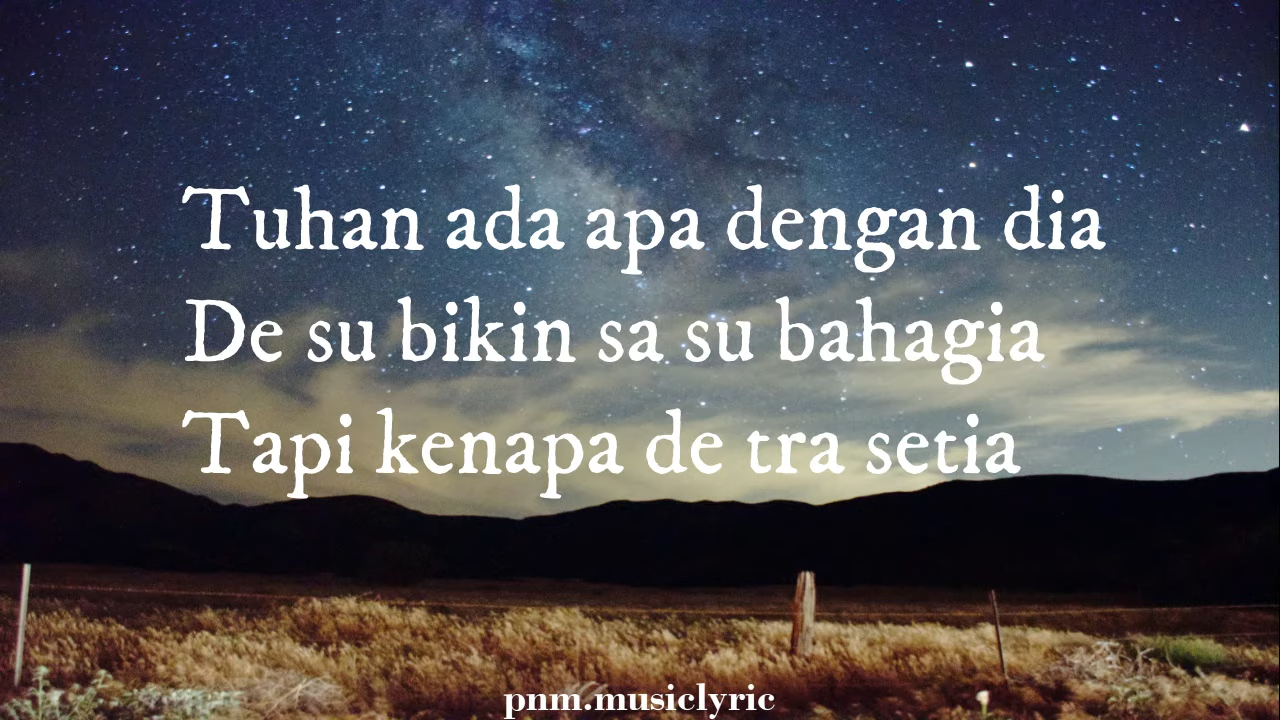 Tuhan ada apa dengan dia
De su bikin sa su bahagia
Tapi kenapa de tra setia
pnm.musiclyric